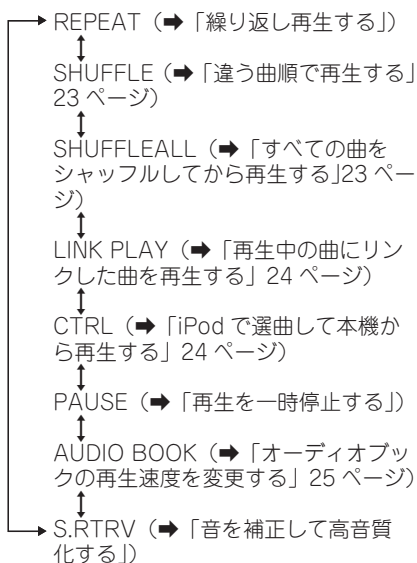 REPEAT（➡「繰り返し再生する」）
SHUFFLE（➡「違う曲順で再生する」
23 ページ）
SHUFFLEALL（➡「すべての曲を
シャッフルしてから再生する」23 ペー
ジ）
LINK PLAY（➡「再生中の曲にリン
クした曲を再生する」24 ページ）
CTRL（➡「iPod で選曲して本機か
ら再生する」24 ページ）
PAUSE（➡「再生を一時停止する」）
AUDIO BOOK（➡「オーディオブッ
クの再生速度を変更する」25 ページ）
S.RTRV（➡「音を補正して高音質
化する」）